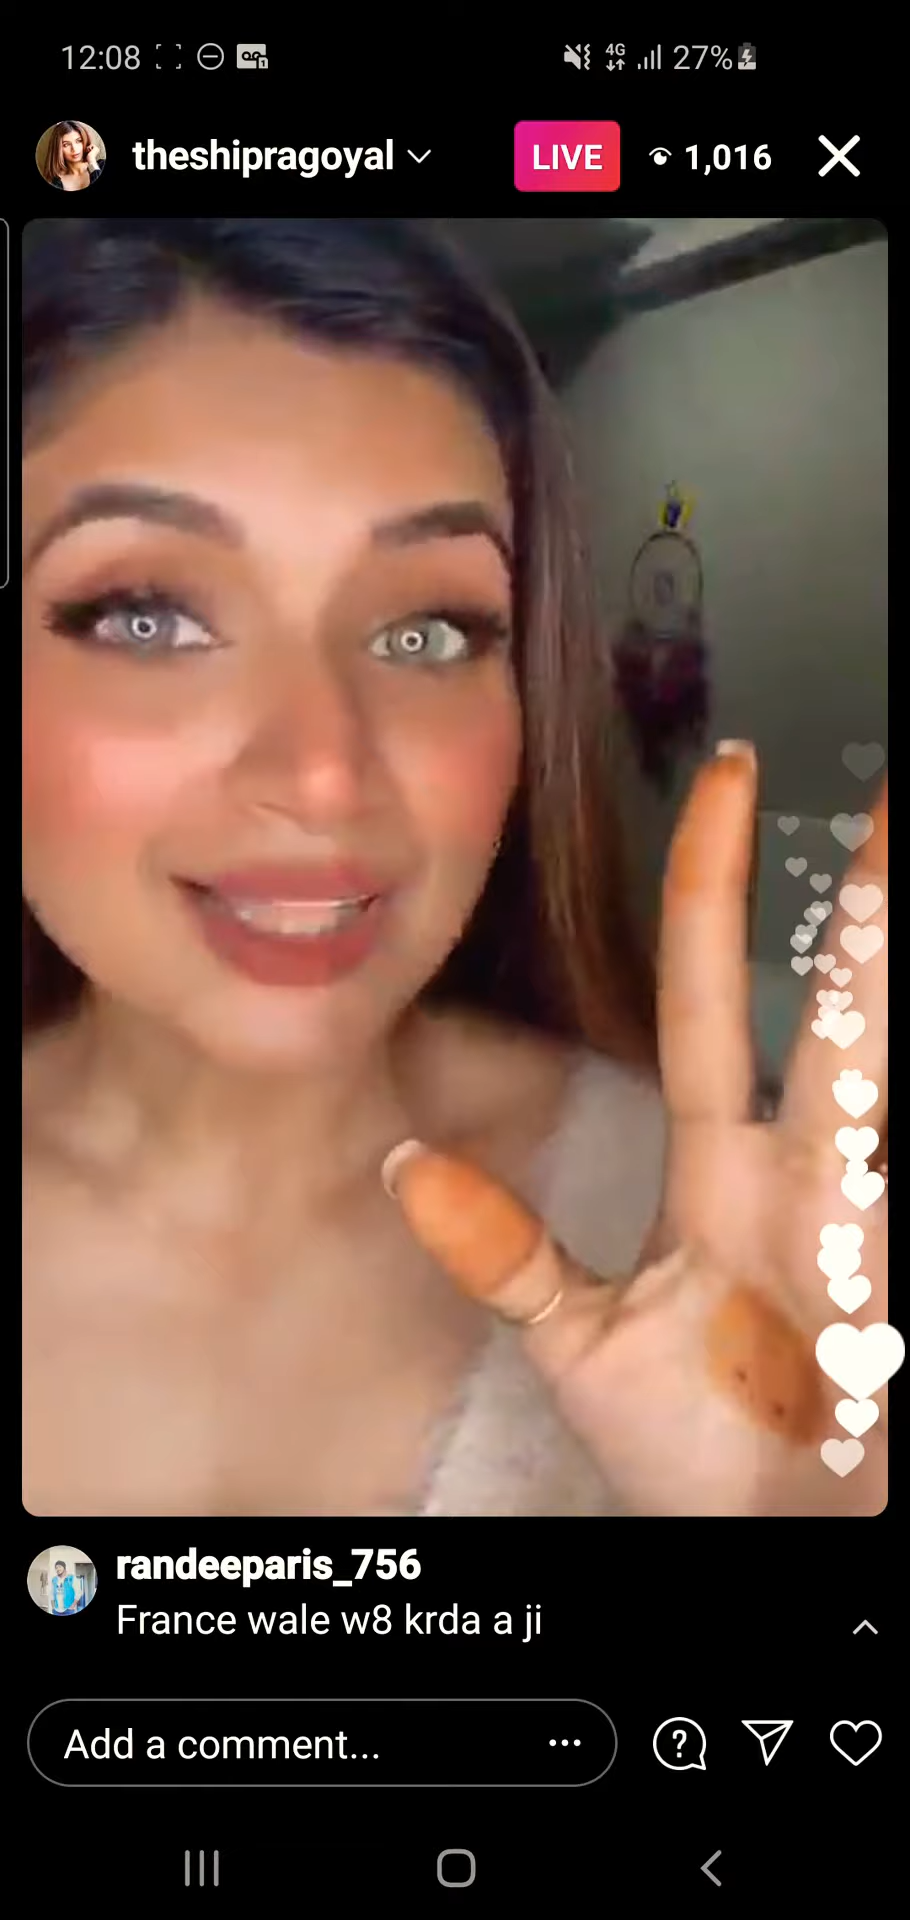 12:08 4G 27%
theshipragoyal LIVE 1,016
randeeparis_756
France wale w8 krda a ji
Add a comment...